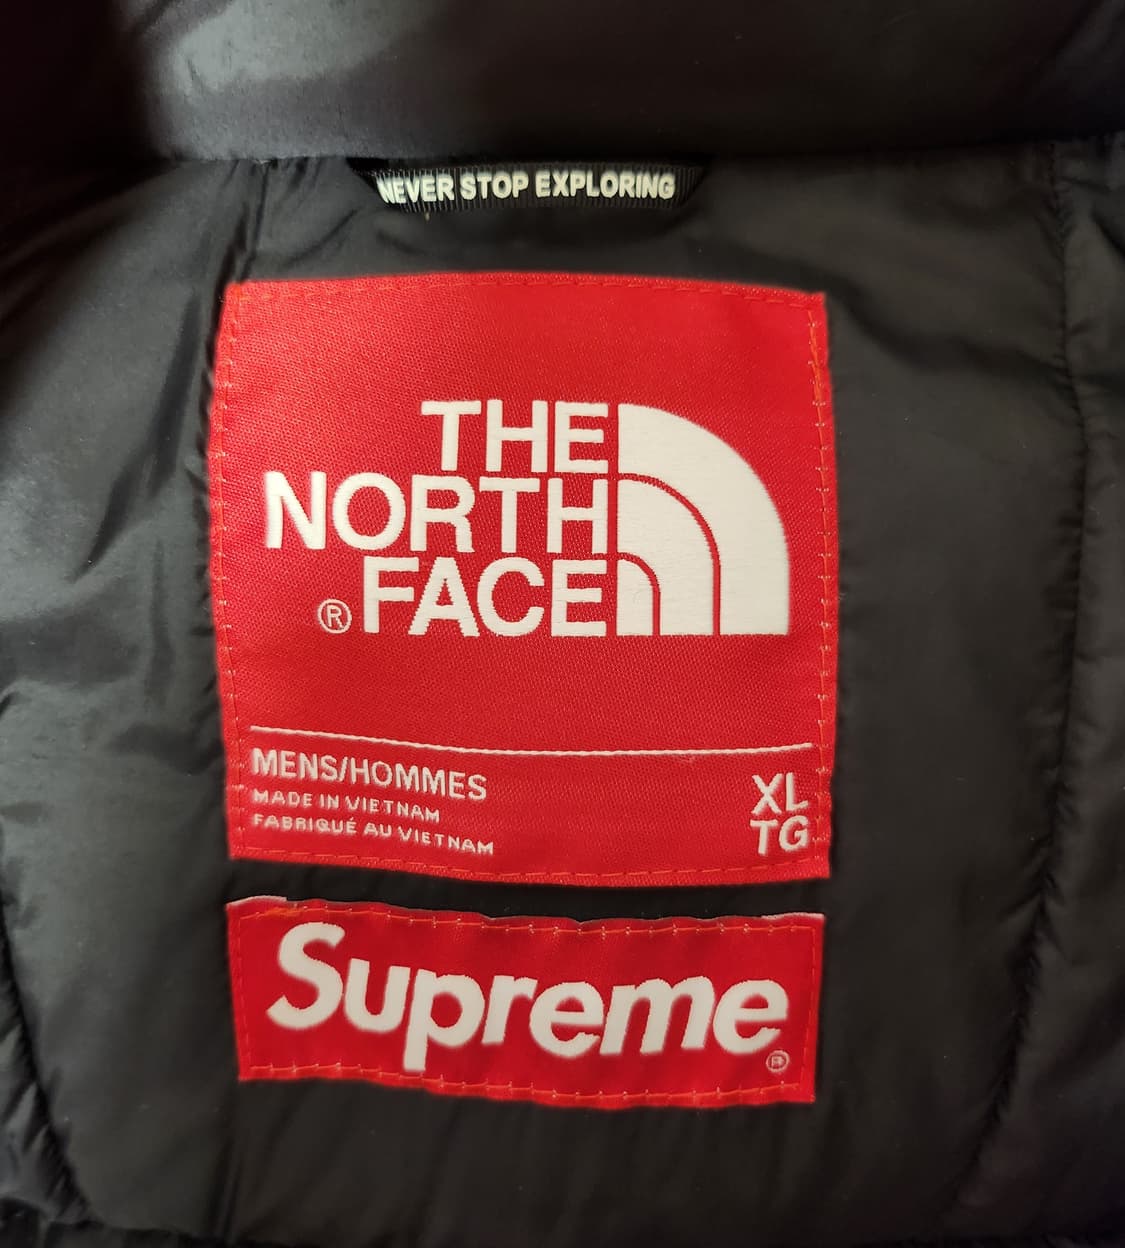 NEVER STOP EXPLORING
THE
NORTH
® FACE
MENS/HOMMES
MADE IN VIETNAM
FABRIQUÉ AU VIETNAM
XL
TG
Supreme
®